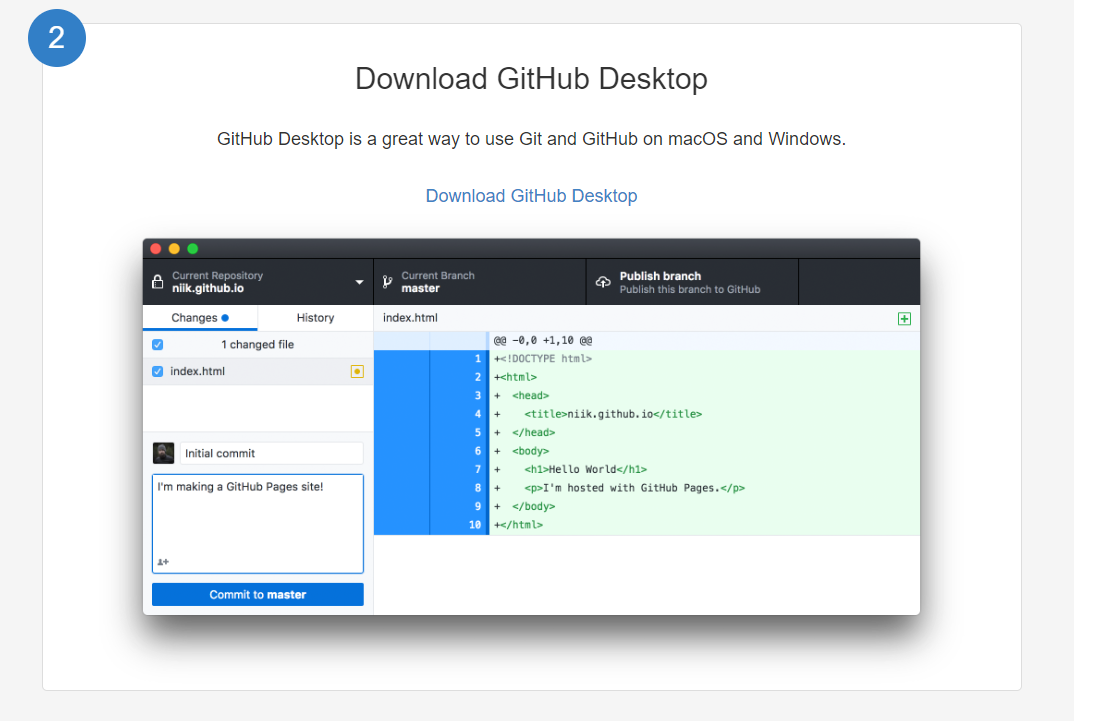 2
Download GitHub Desktop
GitHub Desktop is a great way to use Git and GitHub on macOS and Windows.
Download GitHub Desktop
Current Repository
niik.github.io
Current Branch
master
Publish branch
Publish this branch to GitHub
Changes
History
index.html
1 changed file
index.html
Initial commit
I'm making a GitHub Pages site!
Commit to master
@@ -0,0 +1,10 @@
1 +<!DOCTYPE html>
2 +<html>
3 +  <head>
4 +    <title>niik.github.io</title>
5 +  </head>
6 +  <body>
7 +    <h1>Hello World</h1>
8 +    <p>I'm hosted with GitHub Pages.</p>
9 +  </body>
10 +</html>